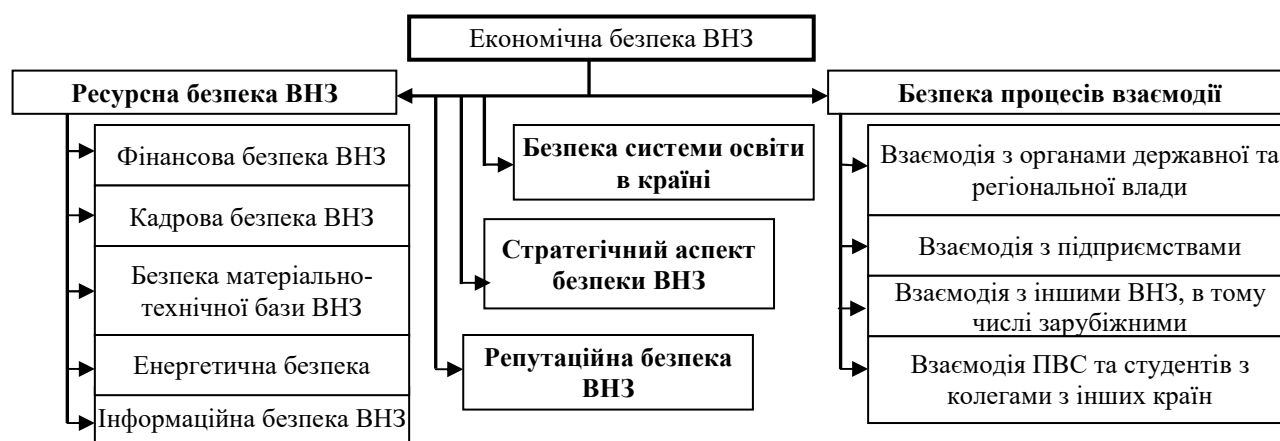 Економічна безпека ВНЗ
Ресурсна безпека ВНЗ
Фінансова безпека ВНЗ
Кадрова безпека ВНЗ
Безпека матеріально-
технічної бази ВНЗ
Енергетична безпека
Інформаційна безпека ВНЗ
Безпека системи освіти
в країні
Стратегічний аспект
безпеки ВНЗ
Репутаційна безпека
ВНЗ
Безпека процесів взаємодії
Взаємодія з органами державної та
регіональної влади
Взаємодія з підприємствами
Взаємодія з іншими ВНЗ, в тому
числі зарубіжними
Взаємодія ПВС та студентів з
колегами з інших країн